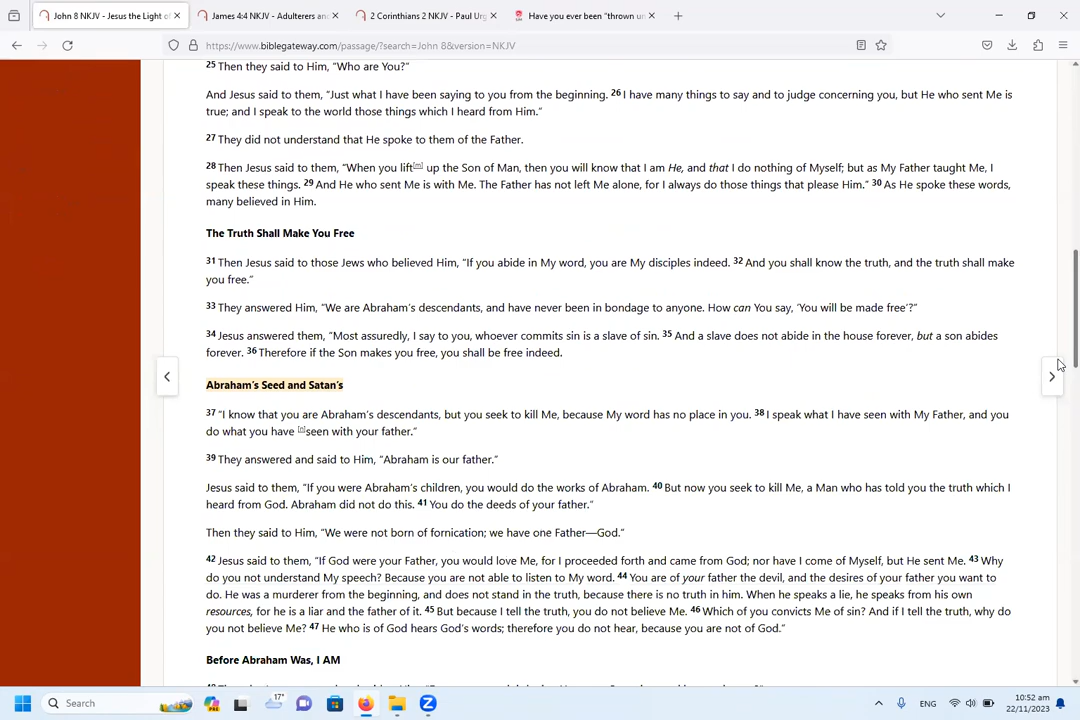 John 8 NKJV - Jesus the Light of
James 4:4 NKJV - Adulterers and
2 Corinthians 2 NKJV - Paul Urg
Have you ever been "thrown un
https://www.biblegateway.com/passage/?search=John 8&version=NKJV
25 Then they said to Him, “Who are You?”
And Jesus said to them, “Just what I have been saying to you from the beginning. 26 I have many things to say and to judge concerning you, but He who sent Me is
true; and I speak to the world those things which I heard from Him.”
27 They did not understand that He spoke to them of the Father.
28 Then Jesus said to them, “When you lift[m] up the Son of Man, then you will know that I am He, and that I do nothing of Myself; but as My Father taught Me, I
speak these things. 29 And He who sent Me is with Me. The Father has not left Me alone, for I always do those things that please Him.” 30 As He spoke these words,
many believed in Him.
The Truth Shall Make You Free
31 Then Jesus said to those Jews who believed Him, “If you abide in My word, you are My disciples indeed. 32 And you shall know the truth, and the truth shall make
you free.”
33 They answered Him, “We are Abraham’s descendants, and have never been in bondage to anyone. How can You say, ‘You will be made free’?”
34 Jesus answered them, “Most assuredly, I say to you, whoever commits sin is a slave of sin. 35 And a slave does not abide in the house forever, but a son abides
forever. 36 Therefore if the Son makes you free, you shall be free indeed.
Abraham’s Seed and Satan’s
37 “I know that you are Abraham’s descendants, but you seek to kill Me, because My word has no place in you. 38 I speak what I have seen with My Father, and you
do what you have [n]seen with your father.”
39 They answered and said to Him, “Abraham is our father.”
Jesus said to them, “If you were Abraham’s children, you would do the works of Abraham. 40 But now you seek to kill Me, a Man who has told you the truth which I
heard from God. Abraham did not do this. 41 You do the deeds of your father.”
Then they said to Him, “We were not born of fornication; we have one Father—God.”
42 Jesus said to them, “If God were your Father, you would love Me, for I proceeded forth and came from God; nor have I come of Myself, but He sent Me. 43 Why
do you not understand My speech? Because you are not able to listen to My word. 44 You are of your father the devil, and the desires of your father you want to
do. He was a murderer from the beginning, and does not stand in the truth, because there is no truth in him. When he speaks a lie, he speaks from his own
resources, for he is a liar and the father of it. 45 But because I tell the truth, you do not believe Me. 46 Which of you convicts Me of sin? And if I tell the truth, why do
you not believe Me? 47 He who is of God hears God’s words; therefore you do not hear, because you are not of God.”
Before Abraham Was, I AM
Search
17°
ENG
10:52 am
22/11/2023